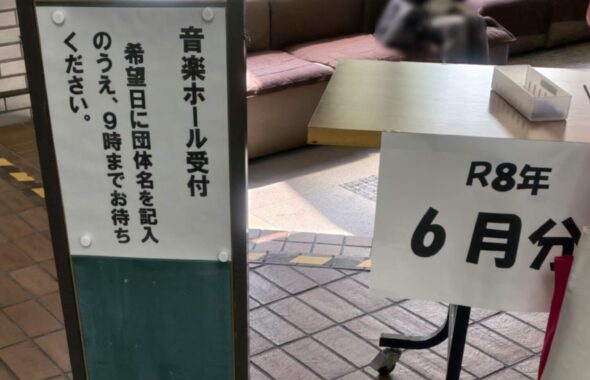 音楽ホール受付
希望日に団体名を記入
のうえ、9時までお待ち
ください。
R8年
6月分